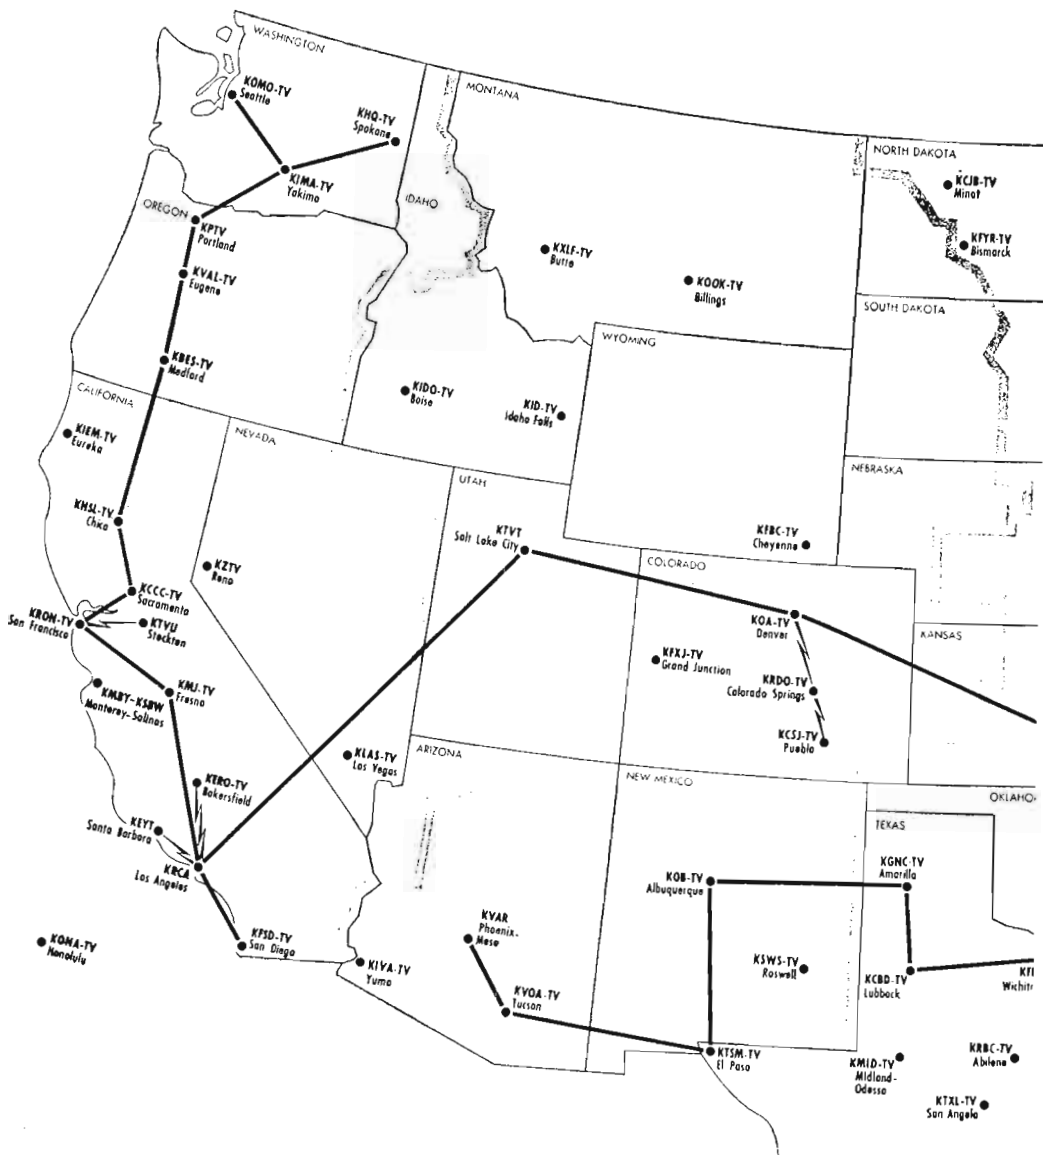 WASHINGTON
KOMO-TV
Seattle
KHQ-TV
Spokane
KIMA-TV
Yakima
MONTANA
NORTH DAKOTA
KCJB-TV
Minot
IDAHO
OREGON
KPTV
Portland
KXLF-TV
Butte
KFYR-TV
Bismarck
KVAL-TV
Eugene
KOOK-TV
Billings
SOUTH DAKOTA
WYOMING
KBES-TV
Medford
CALIFORNIA
KIDO-TV
Boise
KID-TV
Idaho Falls
KIEM-TV
Eureka
NEVADA
UTAH
NEBRASKA
KHSL-TV
Chico
KTVT
Salt Lake City
KFBC-TV
Cheyenne
KZTV
Reno
COLORADO
KCCC-TV
Sacramento
KRON-TV
San Francisco
KTVU
Stockton
KOA-TV
Denver
KANSAS
KFXJ-TV
Grand Junction
KMJ-TV
Fresno
KRDO-TV
Colorado Springs
KMBY-KSBW
Monterey-Salinas
KCSJ-TV
Pueblo
KLAS-TV
Las Vegas
ARIZONA
NEW MEXICO
KERO-TV
Bakersfield
OKLAHO
TEXAS
KEYT
Santa Barbara
KRCA
Los Angeles
KOB-TV
Albuquerque
KGNC-TV
Amarilla
KVAR
Phoenix-
Mesa
KONA-TV
Honolulu
KFSD-TV
San Diego
KIVA-TV
Yuma
KSWS-TV
Roswell
KCBD-TV
Lubbock
KF
Wichit
KVOA-TV
Tucson
KTSM-TV
El Paso
KMID-TV
Midland-
Odessa
KRBC-TV
Abilene
KTXL-TV
San Angelo